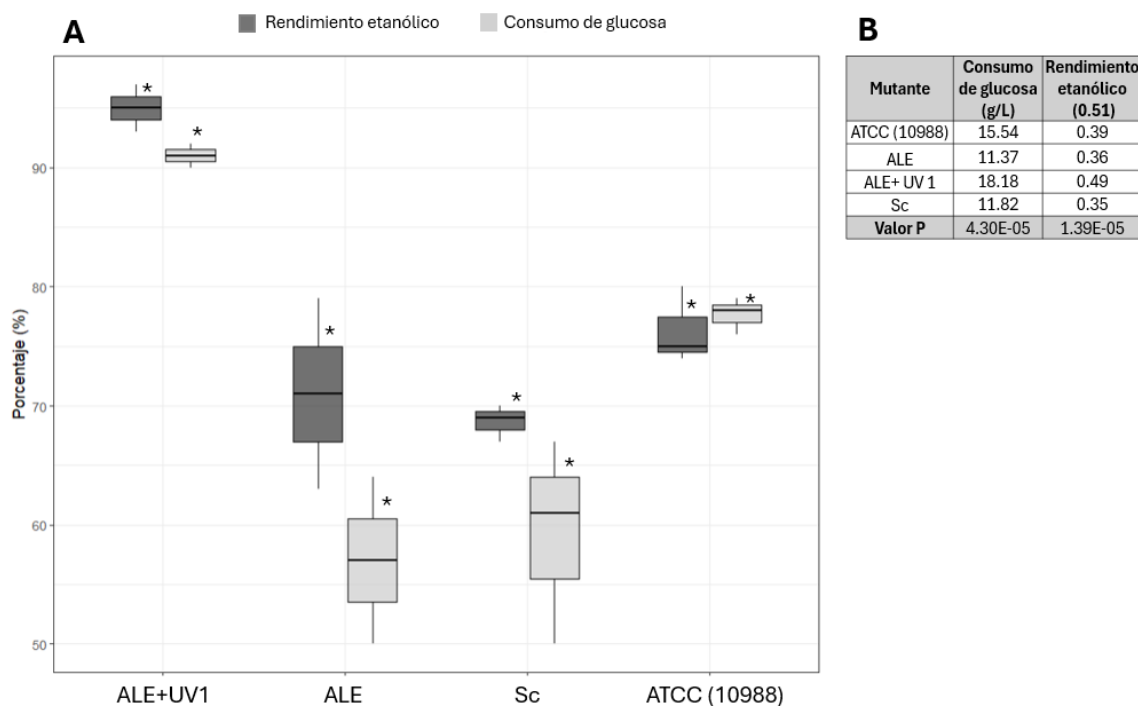 A
Rendimiento etanólico
Consumo de glucosa
Porcentaje (%)
90
80
70
60
50
*
*
*
*
*
*
*
*
ALE+UV1
ALE
Sc
ATCC (10988)
B
Mutante Consumo de glucosa (g/L) Rendimiento etanólico (0.51)
ATCC (10988) 15.54 0.39
ALE 11.37 0.36
ALE+ UV 1 18.18 0.49
Sc 11.82 0.35
Valor P 4.30E-05 1.39E-05